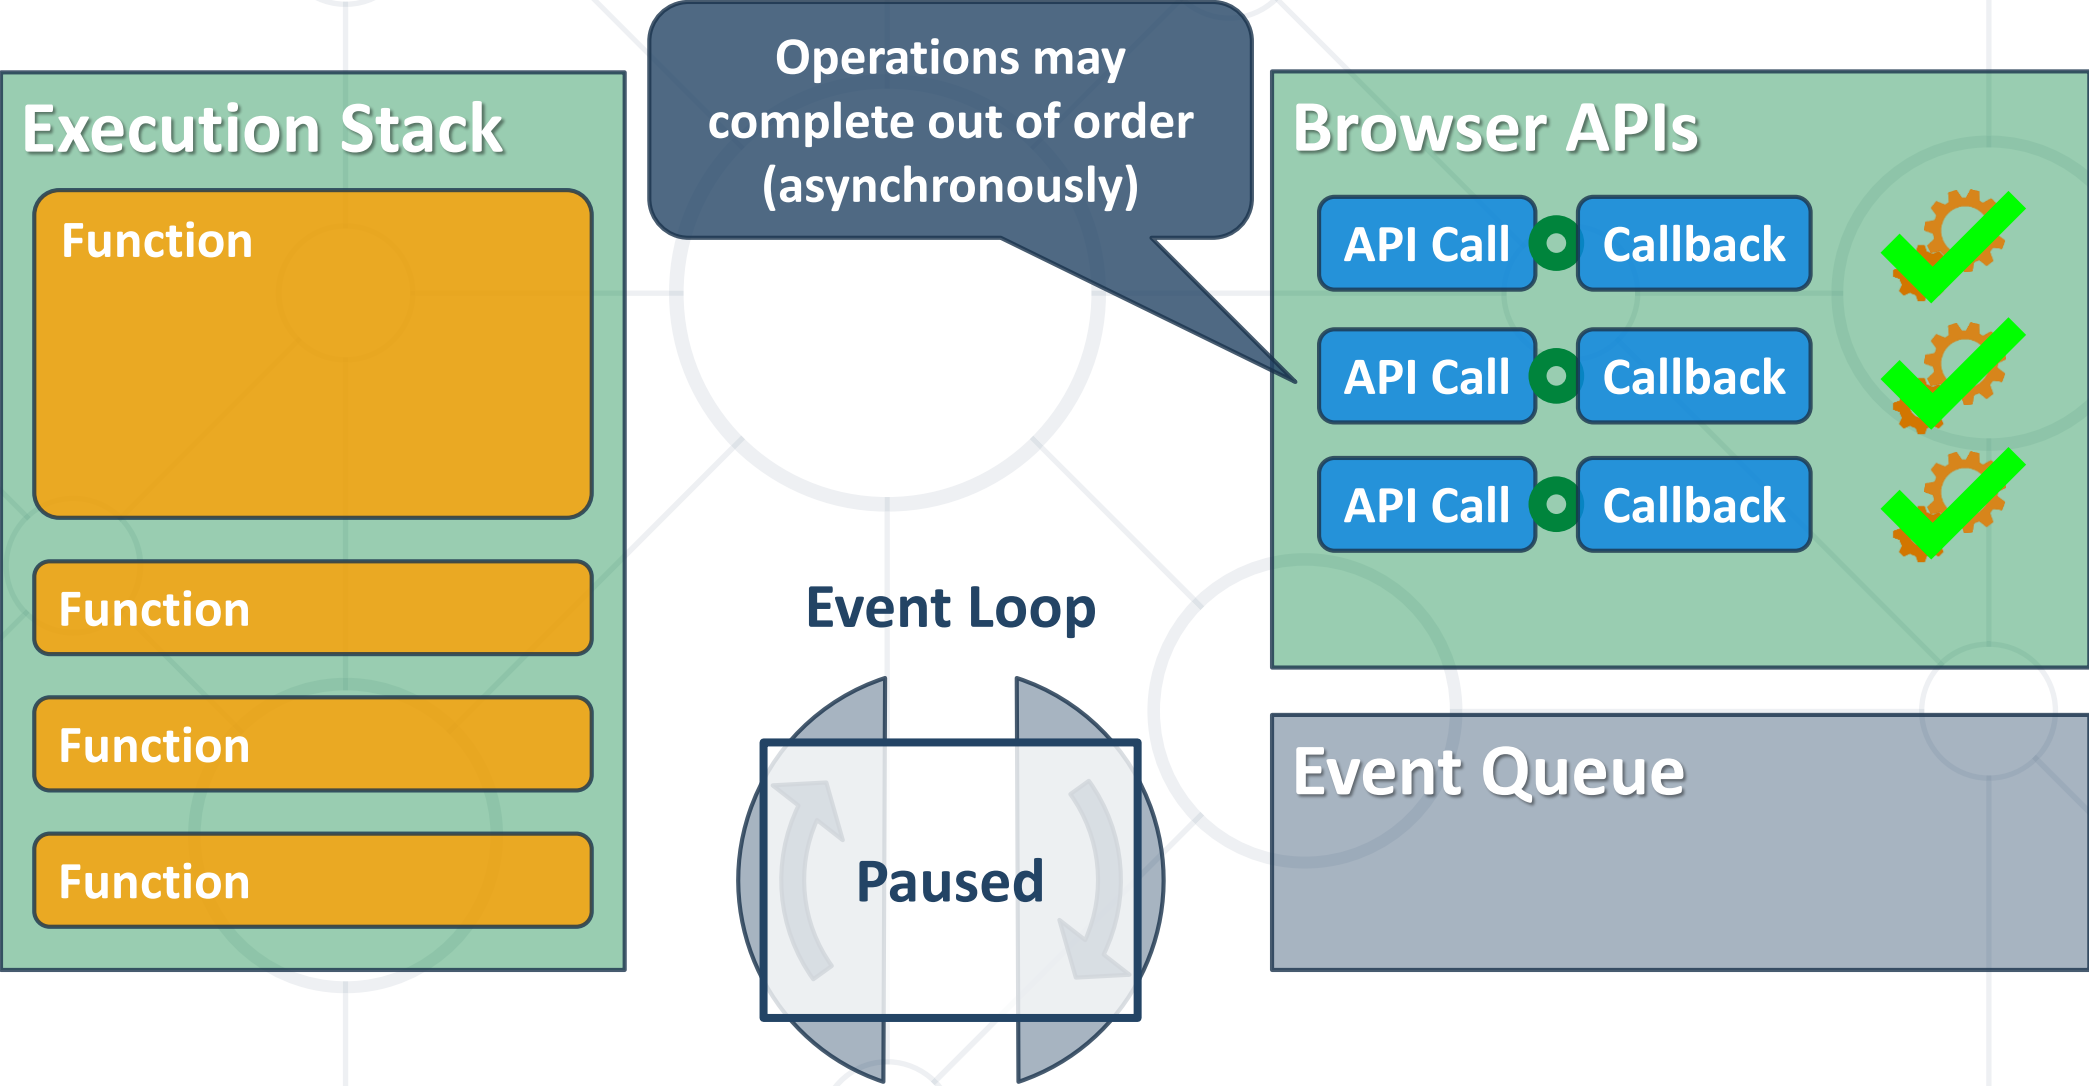 Operations may
complete out of order
(asynchronously)
Execution Stack
Function
Function
Function
Function
Event Loop
Paused
Browser APIs
API Call Callback
API Call Callback
API Call Callback
Event Queue